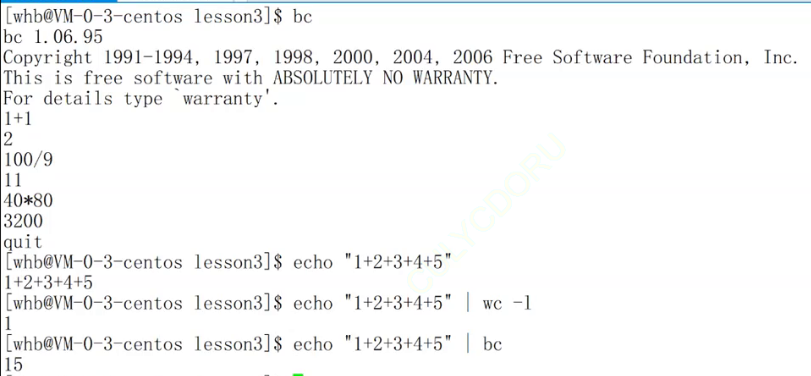 [whb@VM-0-3-centos lesson3]$ bc
bc 1.06.95
Copyright 1991-1994, 1997, 1998, 2000, 2004, 2006 Free Software Foundation, Inc.
This is free software with ABSOLUTELY NO WARRANTY.
For details type `warranty'.
1+1
2
100/9
11
40*80
3200
quit
[whb@VM-0-3-centos lesson3]$ echo "1+2+3+4+5"
1+2+3+4+5
[whb@VM-0-3-centos lesson3]$ echo "1+2+3+4+5" | wc -l
1
[whb@VM-0-3-centos lesson3]$ echo "1+2+3+4+5" | bc
15